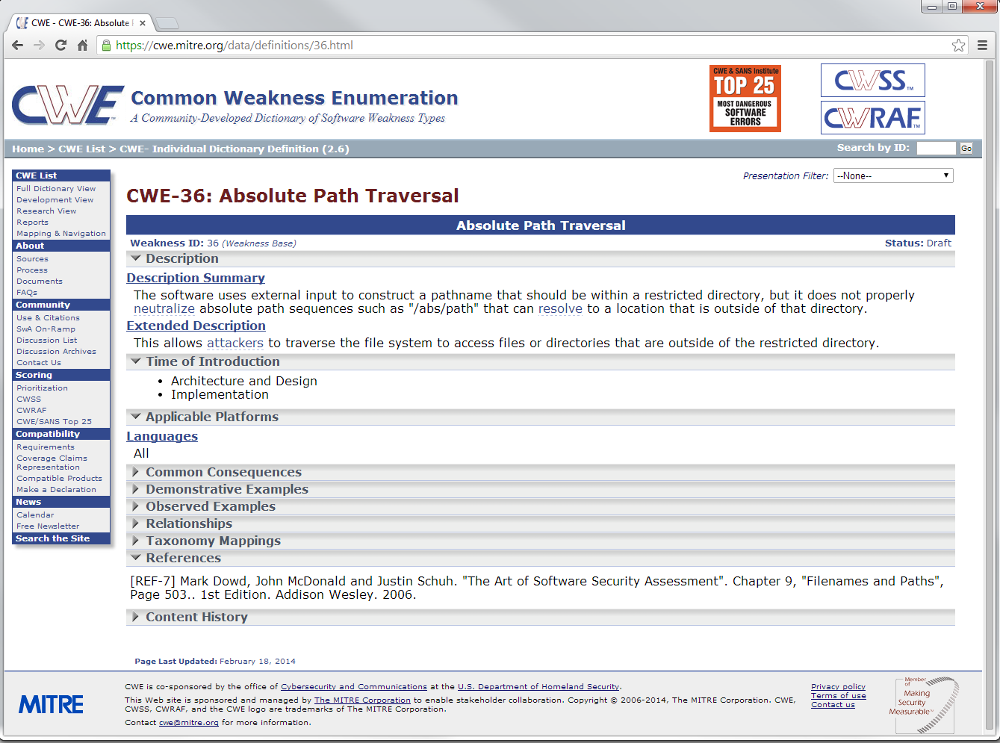 CWE - CWE-36: Absolute
https://cwe.mitre.org/data/definitions/36.html
CWE
Common Weakness Enumeration
A Community-Developed Dictionary of Software Weakness Types
CWE & SANS Institute
TOP 25
MOST DANGEROUS
SOFTWARE
ERRORS
CWSS™
CWRAF™
Home > CWE List > CWE- Individual Dictionary Definition (2.6)
Search by ID:
Go
CWE List
Full Dictionary View
Development View
Research View
Reports
Mapping & Navigation
About
Sources
Process
Documents
FAQs
Community
Use & Citations
SwA On-Ramp
Discussion List
Discussion Archives
Contact Us
Scoring
Prioritization
CWSS
CWRAF
CWE/SANS Top 25
Compatibility
Requirements
Coverage Claims
Representation
Compatible Products
Make a Declaration
News
Calendar
Free Newsletter
Search the Site
Presentation Filter: --None--
CWE-36: Absolute Path Traversal
Absolute Path Traversal
Weakness ID: 36 (Weakness Base)
Status: Draft
Description
Description Summary
The software uses external input to construct a pathname that should be within a restricted directory, but it does not properly
neutralize absolute path sequences such as "/abs/path" that can resolve to a location that is outside of that directory.
Extended Description
This allows attackers to traverse the file system to access files or directories that are outside of the restricted directory.
Time of Introduction
• Architecture and Design
• Implementation
Applicable Platforms
Languages
All
Common Consequences
Demonstrative Examples
Observed Examples
Relationships
Taxonomy Mappings
References
[REF-7] Mark Dowd, John McDonald and Justin Schuh. "The Art of Software Security Assessment". Chapter 9, "Filenames and Paths",
Page 503.. 1st Edition. Addison Wesley. 2006.
Content History
Page Last Updated: February 18, 2014
MITRE
CWE is co-sponsored by the office of Cybersecurity and Communications at the U.S. Department of Homeland Security.
This Web site is sponsored and managed by The MITRE Corporation to enable stakeholder collaboration. Copyright © 2006-2014, The MITRE Corporation. CWE,
CWSS, CWRAF, and the CWE logo are trademarks of The MITRE Corporation.
Contact cwe@mitre.org for more information.
Privacy policy
Terms of use
Contact us
Member
of
Making
Security
Measurable™